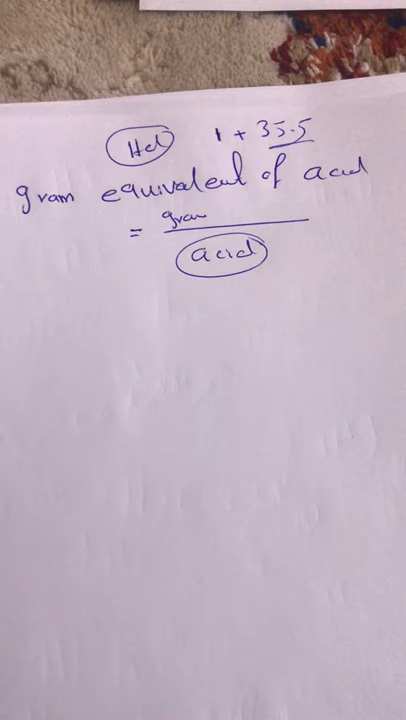 Hcl 1 + 35.5
gram equivalent of acid
= gram
acid